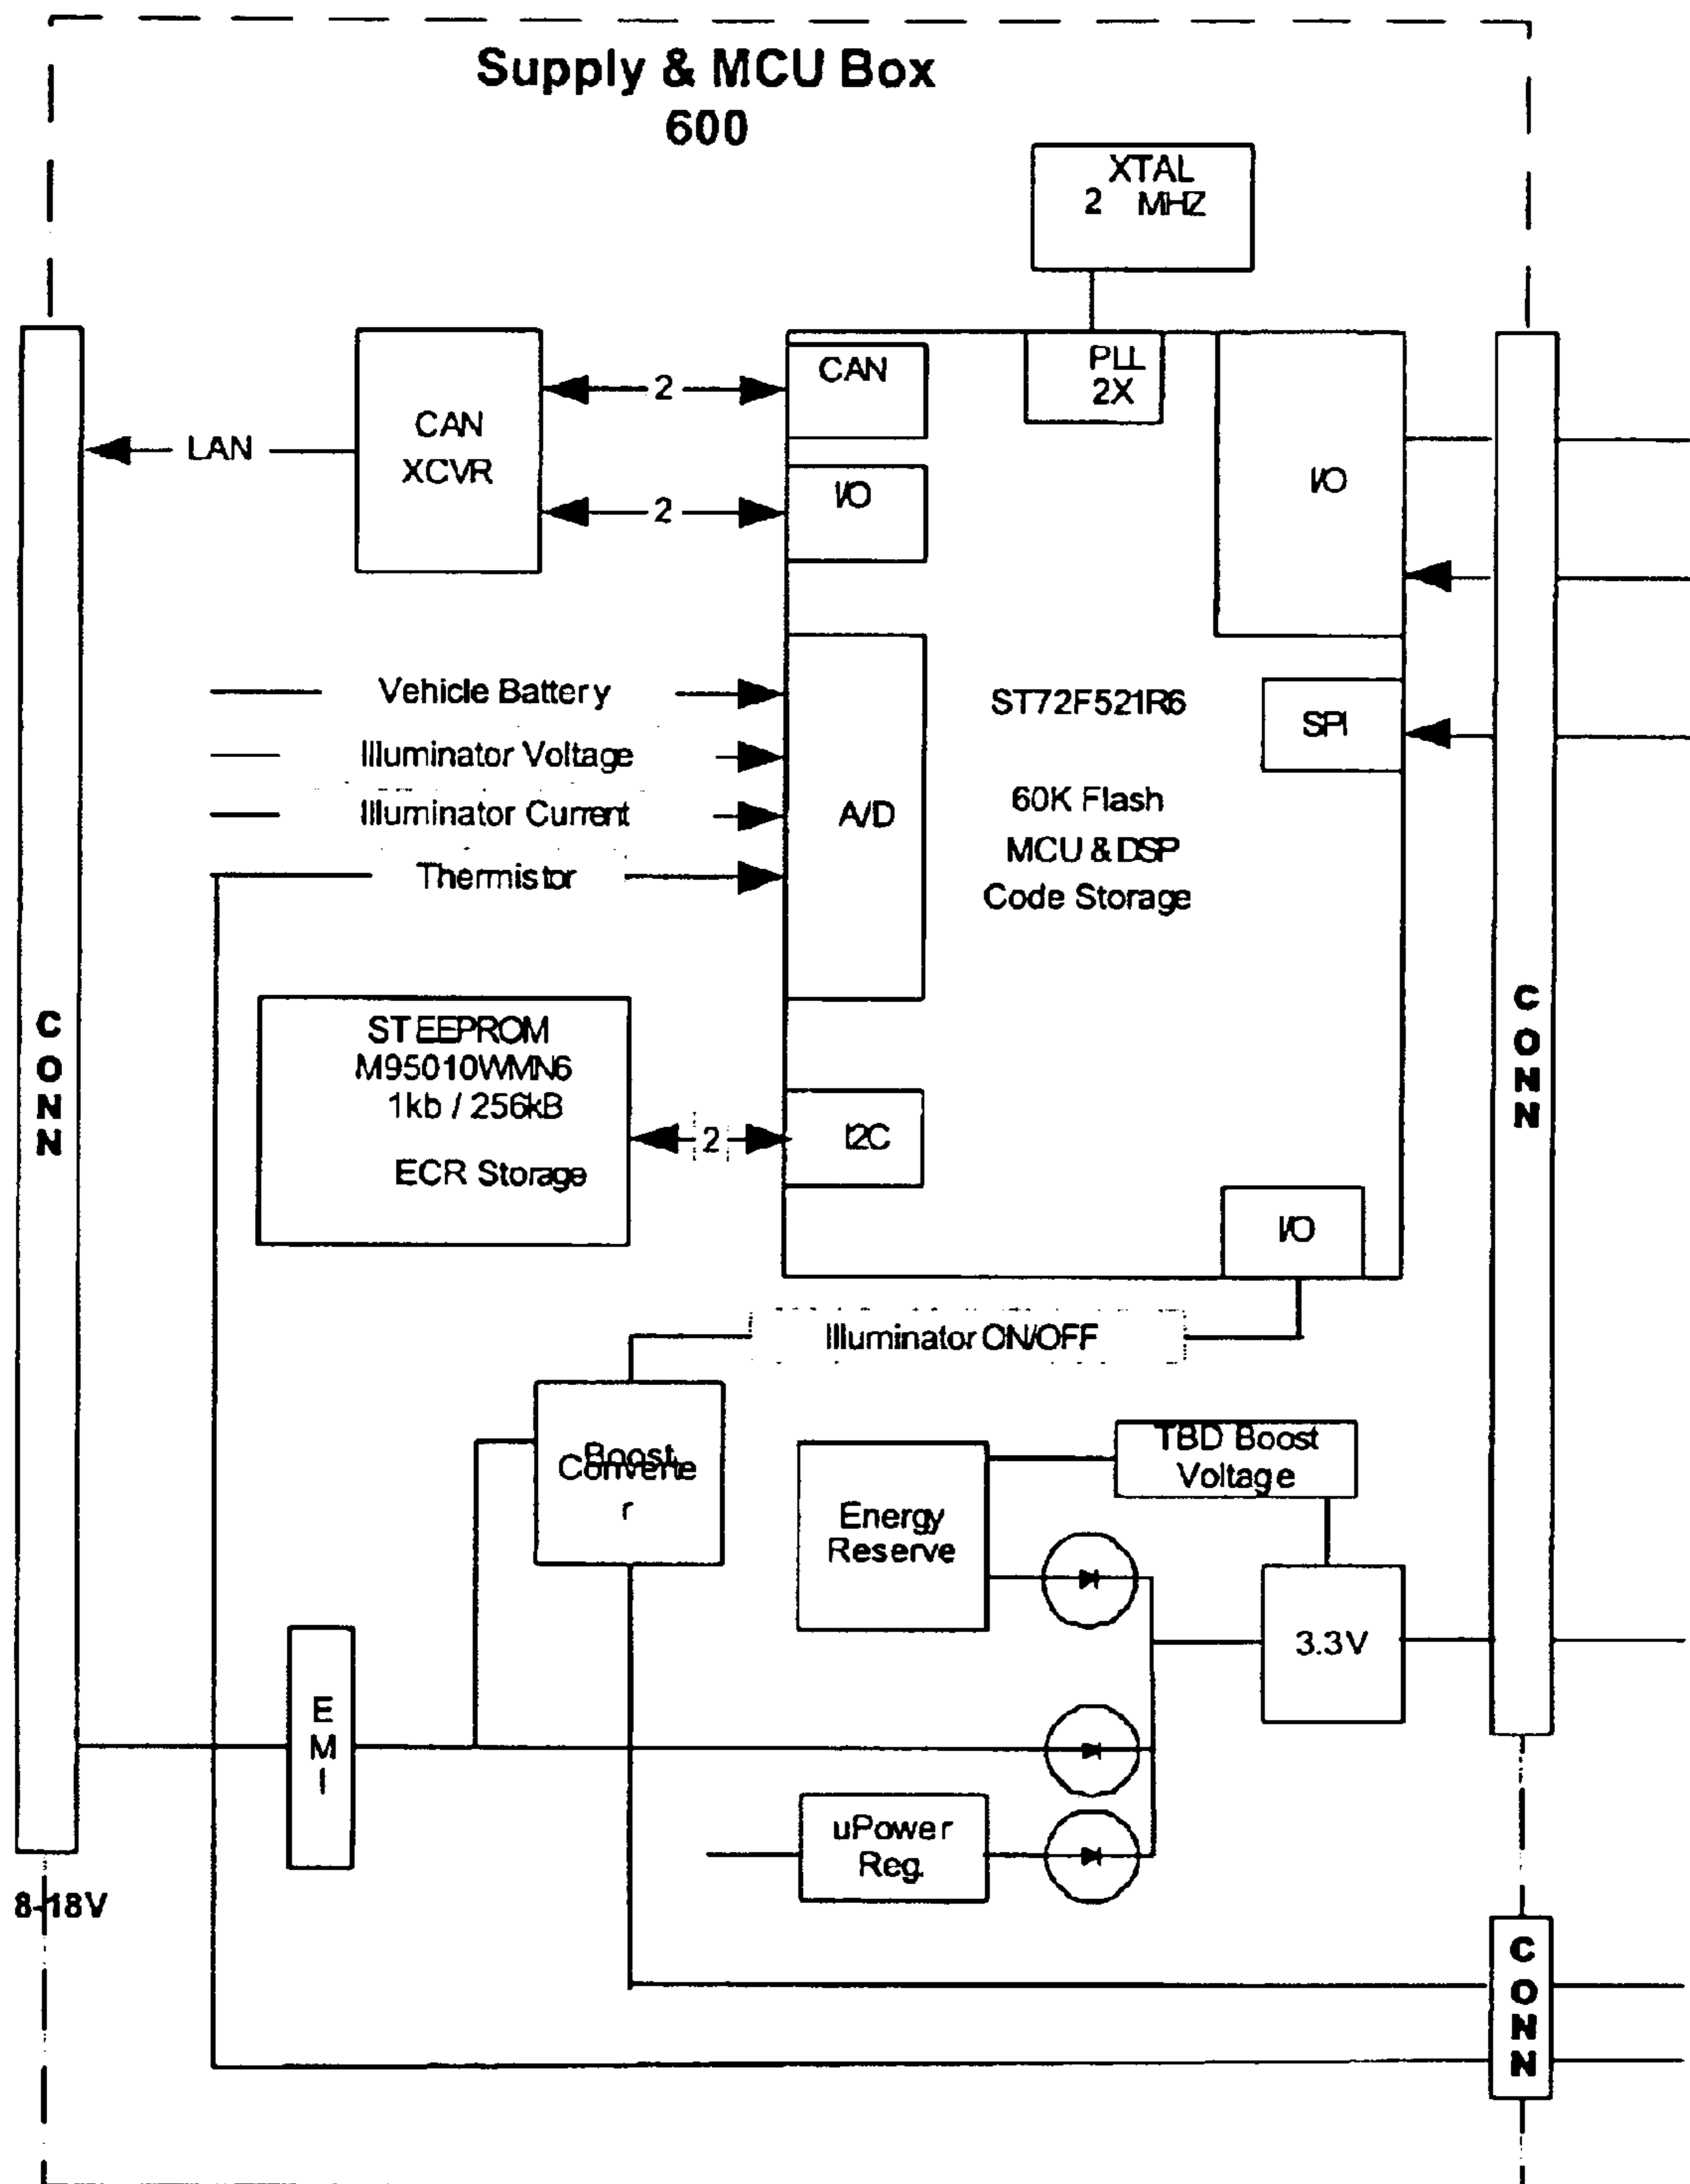 Supply & MCU Box
600
XTAL
2 MHZ
PLL
2X
CAN
CAN
XCVR
2
LAN
I/O
2
I/O
Vehicle Battery
Illuminator Voltage
Illuminator Current
Thermistor
A/D
ST72F521R6
SPI
60K Flash
MCU & DSP
Code Storage
C
O
N
N
C
O
N
N
ST EEPROM
M95010WMN6
1kb / 256kB
ECR Storage
2
I2C
I/O
Illuminator ON/OFF
Boost
Converte
r
TBD Boost
Voltage
Energy
Reserve
3.3V
E
M
I
uPower
Reg.
8-18V
C
O
N
N